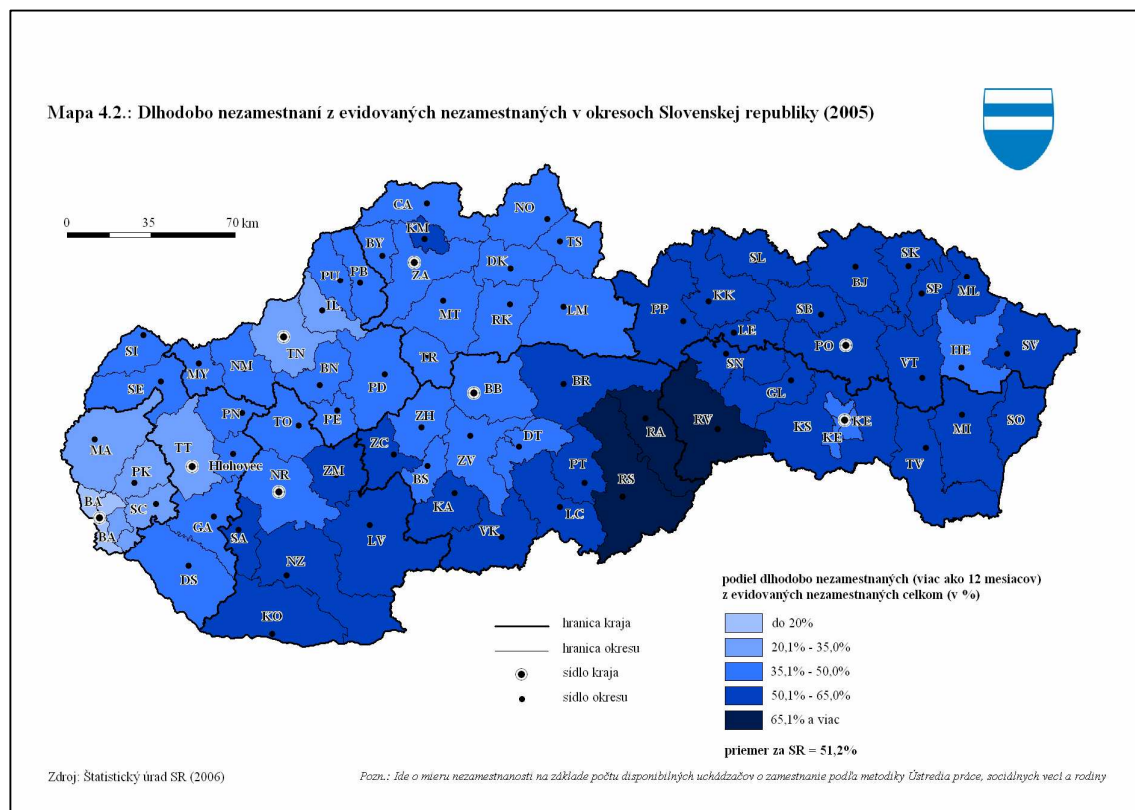 Mapa 4.2.: Dlhodobo nezamestnaní z evidovaných nezamestnaných v okresoch Slovenskej republiky (2005)
0 35 70 km
CA
NO
KM
TS
BY
ZA
DK
PU
PB
IL
MT
RK
LM
TN
TR
SI
MY
NM
BN
PD
SE
PE
PN
TO
BB
BR
ZH
MA
TT
Hlohovec
PK
NR
ZM
ZC
ZV
DT
BS
BA
SC
BA
GA
SA
KA
PT
LC
VK
LV
NZ
DS
KO
SL
SK
BJ
SP
ML
PP
KK
SB
LE
PO
HE
SV
VT
SN
GL
RV
RA
RS
KS
KE
KE
MI
SO
TV
hranica kraja
hranica okresu
sídlo kraja
sídlo okresu
podiel dlhodobo nezamestnaných (viac ako 12 mesiacov)
z evidovaných nezamestnaných celkom (v %)
do 20%
20,1% - 35,0%
35,1% - 50,0%
50,1% - 65,0%
65,1% a viac
priemer za SR = 51,2%
Zdroj: Štatistický úrad SR (2006)
Pozn.: Ide o mieru nezamestnanosti na základe počtu disponibilných uchádzačov o zamestnanie podľa metodiky Ústredia práce, sociálnych vecí a rodiny